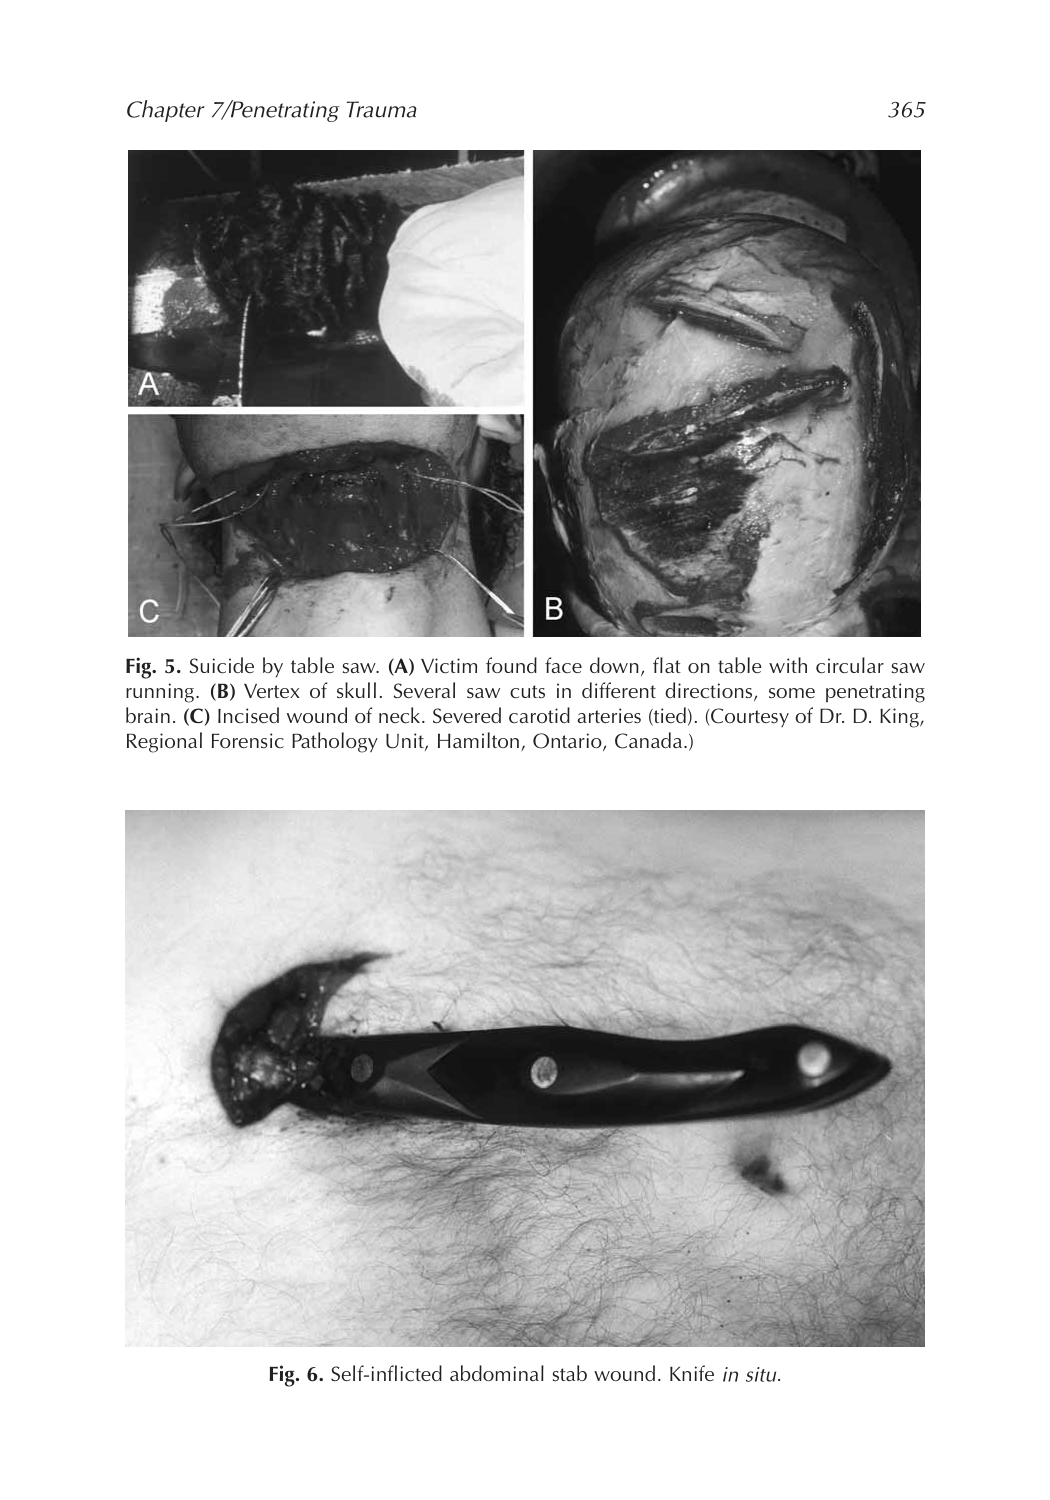 Chapter 7/Penetrating Trauma 365
A
B
C
Fig. 5. Suicide by table saw. (A) Victim found face down, flat on table with circular saw
running. (B) Vertex of skull. Several saw cuts in different directions, some penetrating
brain. (C) Incised wound of neck. Severed carotid arteries (tied). (Courtesy of Dr. D. King,
Regional Forensic Pathology Unit, Hamilton, Ontario, Canada.)
Fig. 6. Self-inflicted abdominal stab wound. Knife in situ.